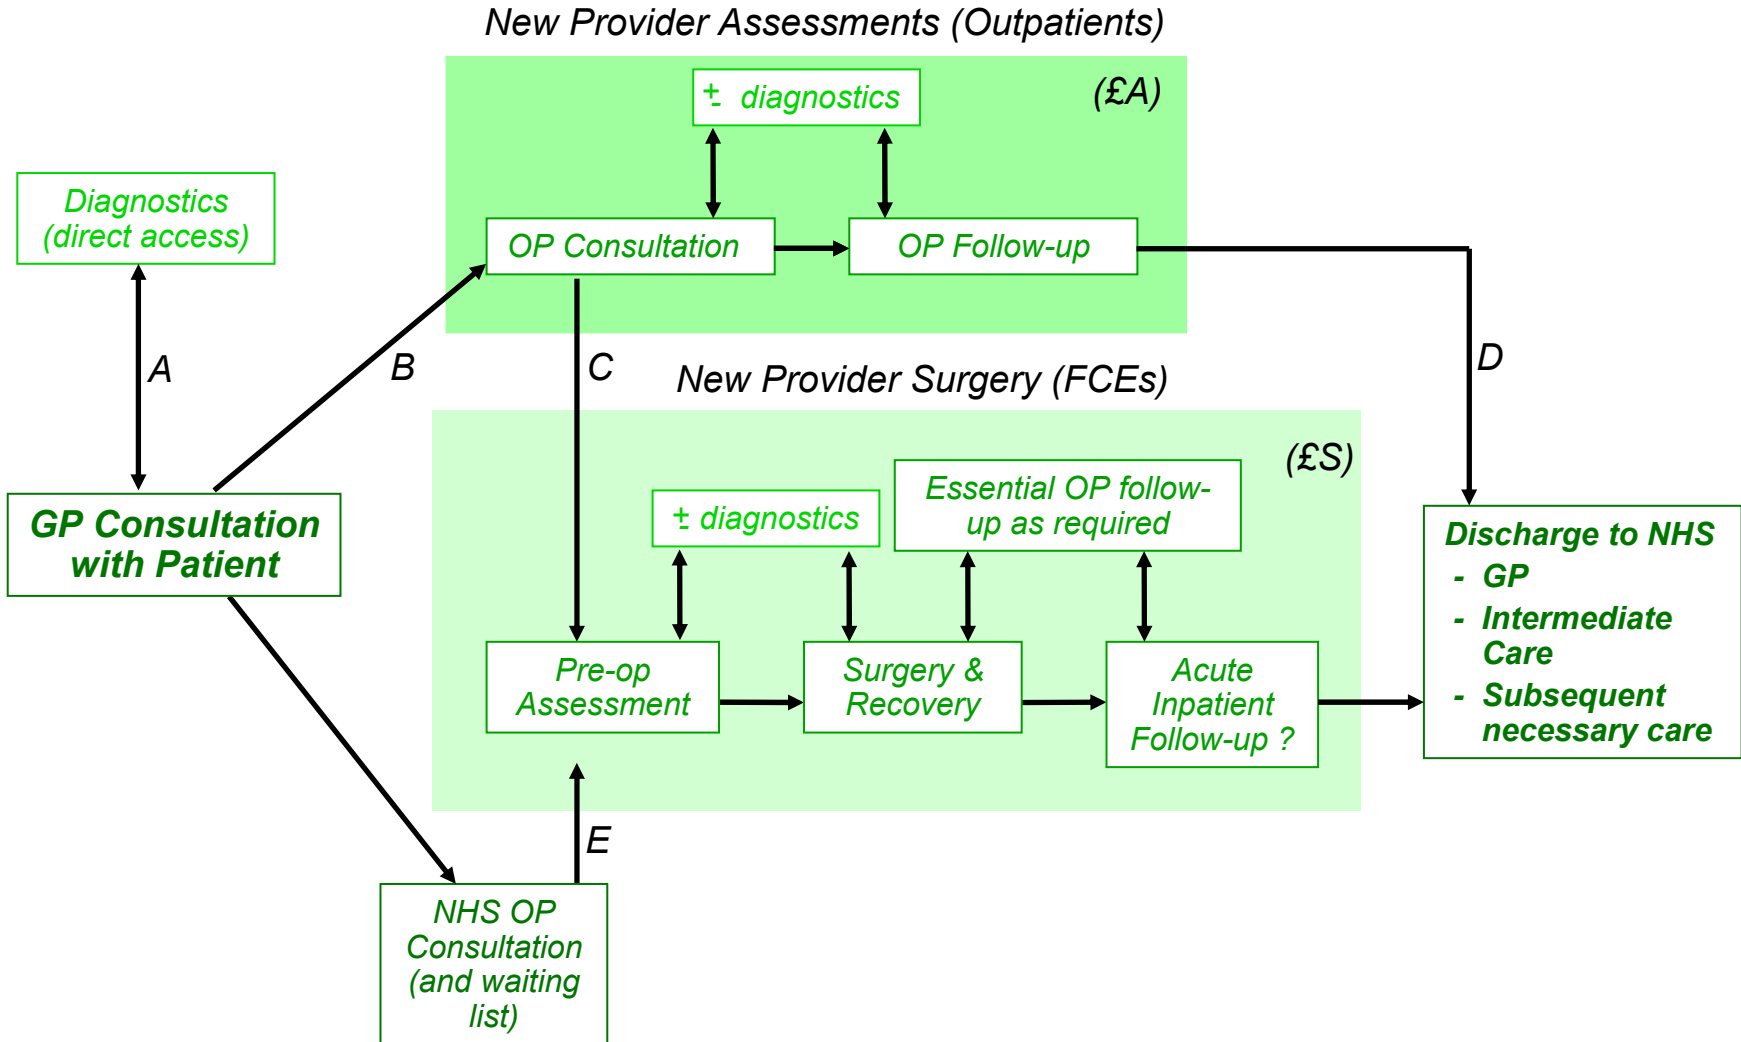 New Provider Assessments (Outpatients)
± diagnostics
(£A)
Diagnostics
(direct access)
OP Consultation
OP Follow-up
A
B
C
D
New Provider Surgery (FCEs)
(£S)
Essential OP follow-
up as required
± diagnostics
GP Consultation
with Patient
Discharge to NHS
- GP
- Intermediate
Care
- Subsequent
necessary care
Pre-op
Assessment
Surgery &
Recovery
Acute
Inpatient
Follow-up ?
E
NHS OP
Consultation
(and waiting
list)